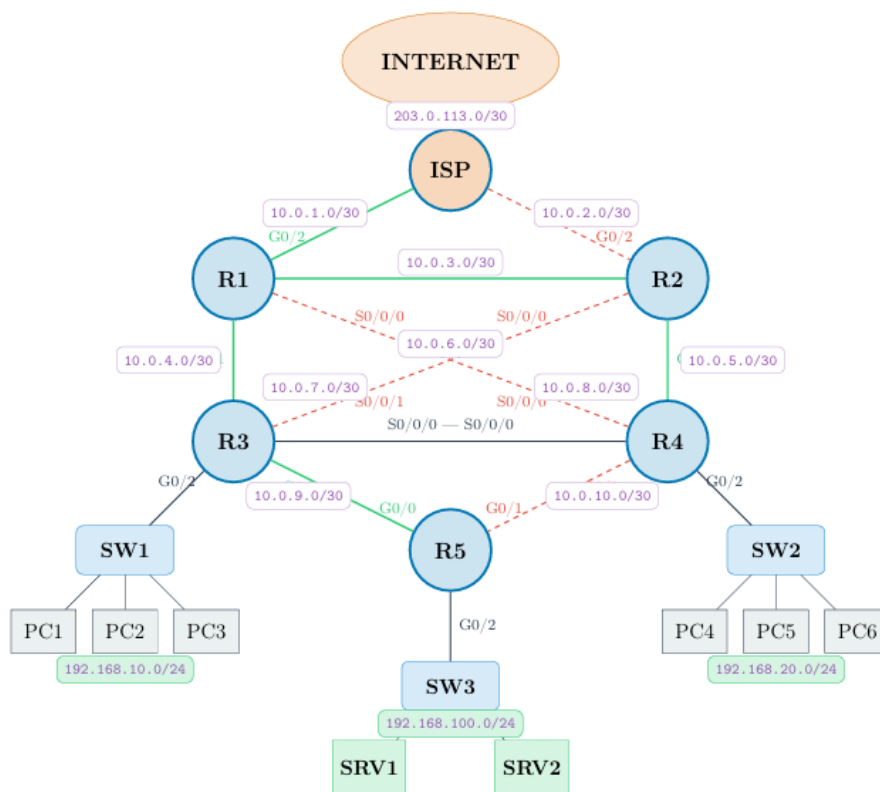 INTERNET
203.0.113.0/30
ISP
10.0.1.0/30
10.0.2.0/30
G0/2
G0/2
R1
10.0.3.0/30
R2
S0/0/0
S0/0/0
10.0.6.0/30
10.0.4.0/30
10.0.5.0/30
10.0.7.0/30
10.0.8.0/30
S0/0/1
S0/0/0
S0/0/0 — S0/0/0
R3
R4
G0/2
G0/2
10.0.9.0/30
10.0.10.0/30
G0/0
G0/1
SW1
R5
SW2
PC1
PC2
PC3
G0/2
PC4
PC5
PC6
192.168.10.0/24
192.168.20.0/24
SW3
192.168.100.0/24
SRV1
SRV2